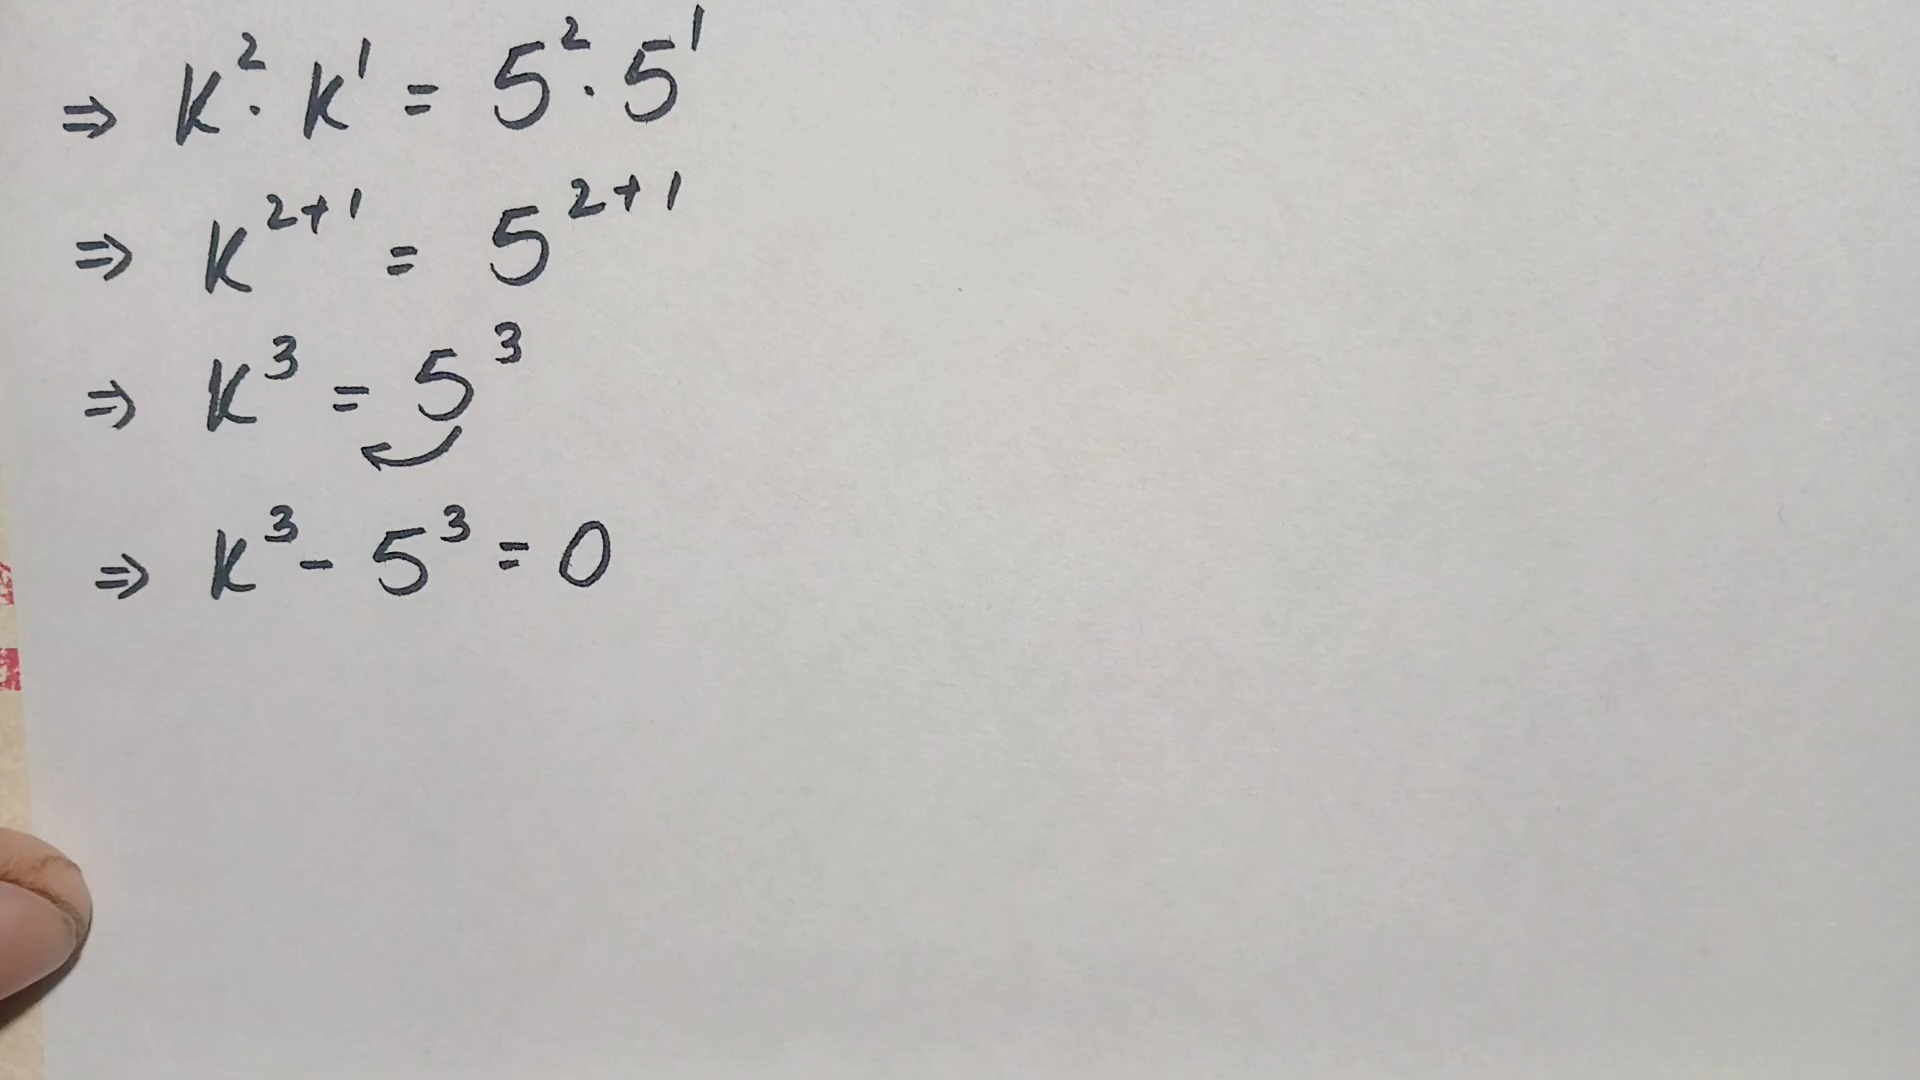 ⇒ K². K¹ = 5² · 5¹
⇒ K²⁺¹ = 5²⁺¹
⇒ K³ = 5³
⇒ K³ - 5³ = 0